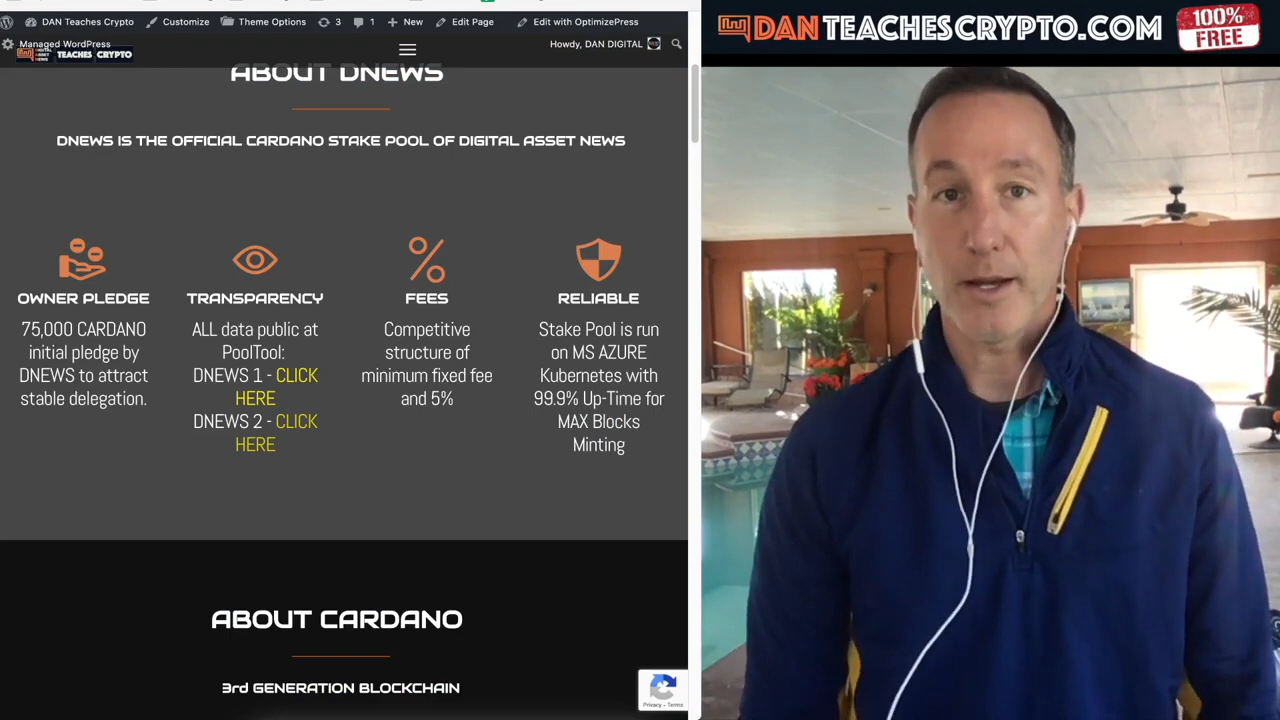 DAN Teaches Crypto
Customize
Theme Options
3
1
New
Edit Page
Edit with OptimizePress
Managed WordPress
Howdy, DAN DIGITAL
DIGITAL ASSET NEWS
TEACHES CRYPTO
ABOUT DNEWS
DNEWS IS THE OFFICIAL CARDANO STAKE POOL OF DIGITAL ASSET NEWS
OWNER PLEDGE
75,000 CARDANO
initial pledge by
DNEWS to attract
stable delegation.
TRANSPARENCY
ALL data public at
PoolTool:
DNEWS 1 - CLICK
HERE
DNEWS 2 - CLICK
HERE
FEES
Competitive
structure of
minimum fixed fee
and 5%
RELIABLE
Stake Pool is run
on MS AZURE
Kubernetes with
99.9% Up-Time for
MAX Blocks
Minting
ABOUT CARDANO
3rd GENERATION BLOCKCHAIN
Privacy - Terms
DANTEACHESCRYPTO.COM
100%
FREE